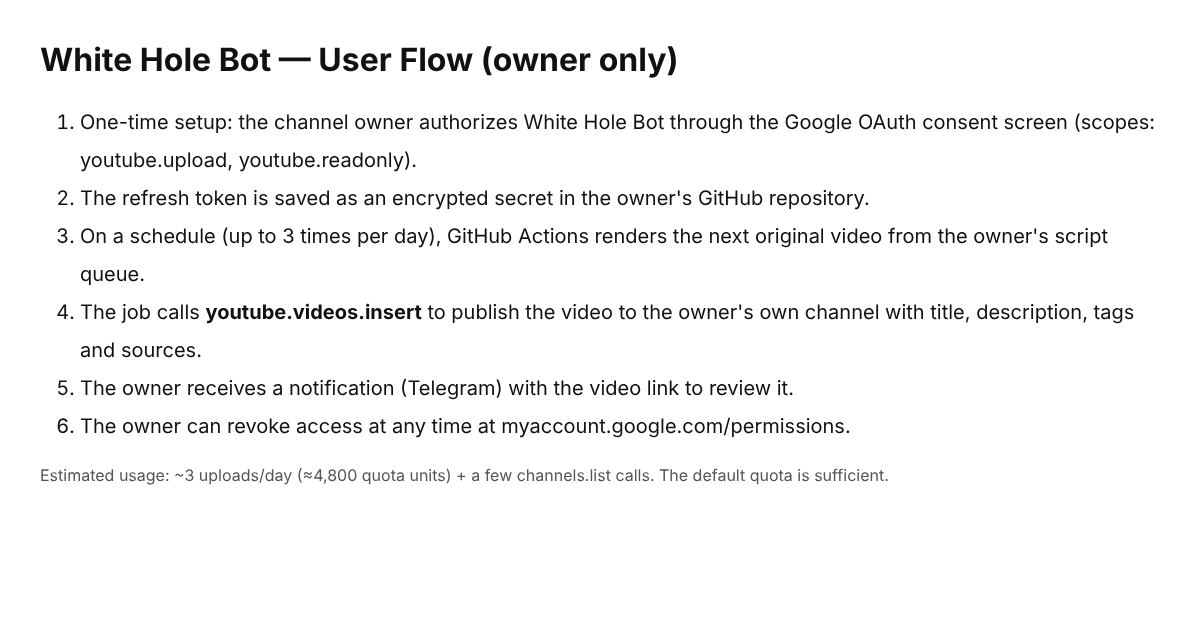 White Hole Bot — User Flow (owner only)
1. One-time setup: the channel owner authorizes White Hole Bot through the Google OAuth consent screen (scopes:
youtube.upload, youtube.readonly).
2. The refresh token is saved as an encrypted secret in the owner's GitHub repository.
3. On a schedule (up to 3 times per day), GitHub Actions renders the next original video from the owner's script
queue.
4. The job calls youtube.videos.insert to publish the video to the owner's own channel with title, description, tags
and sources.
5. The owner receives a notification (Telegram) with the video link to review it.
6. The owner can revoke access at any time at myaccount.google.com/permissions.
Estimated usage: ~3 uploads/day (≈4,800 quota units) + a few channels.list calls. The default quota is sufficient.